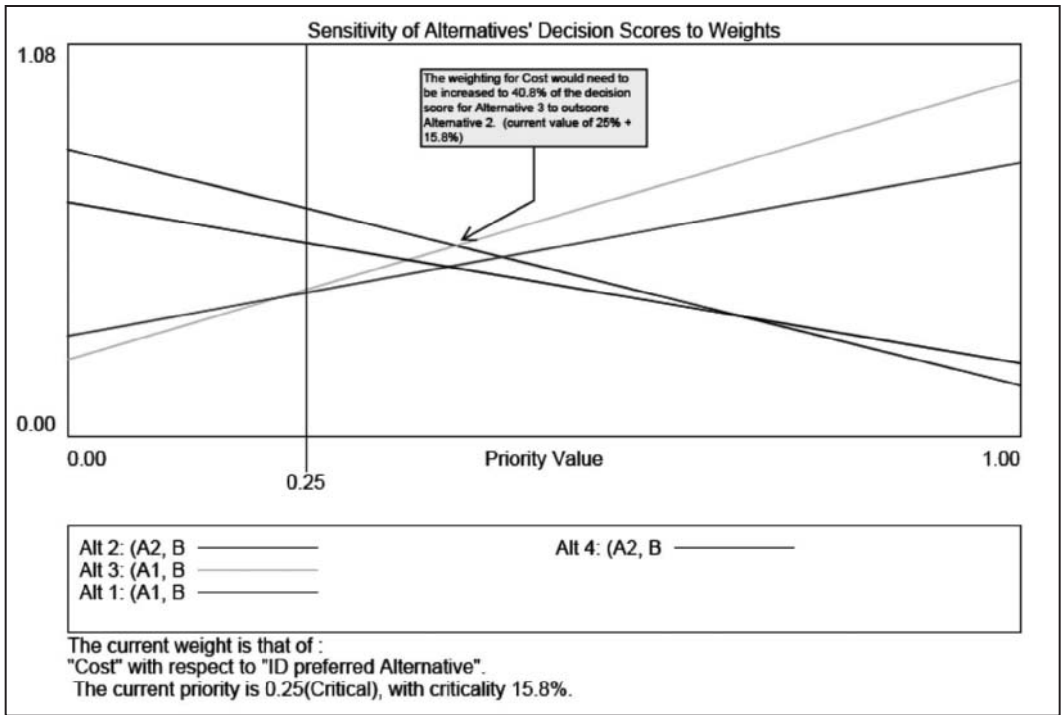 Sensitivity of Alternatives' Decision Scores to Weights
1.08
The weighting for Cost would need to
be increased to 40.8% of the decision
score for Alternative 3 to outscore
Alternative 2. (current value of 25% +
15.8%)
0.00
0.00
Priority Value
1.00
0.25
Alt 2: (A2, B
Alt 4: (A2, B
Alt 3: (A1, B
Alt 1: (A1, B
The current weight is that of :
"Cost" with respect to "ID preferred Alternative".
The current priority is 0.25(Critical), with criticality 15.8%.